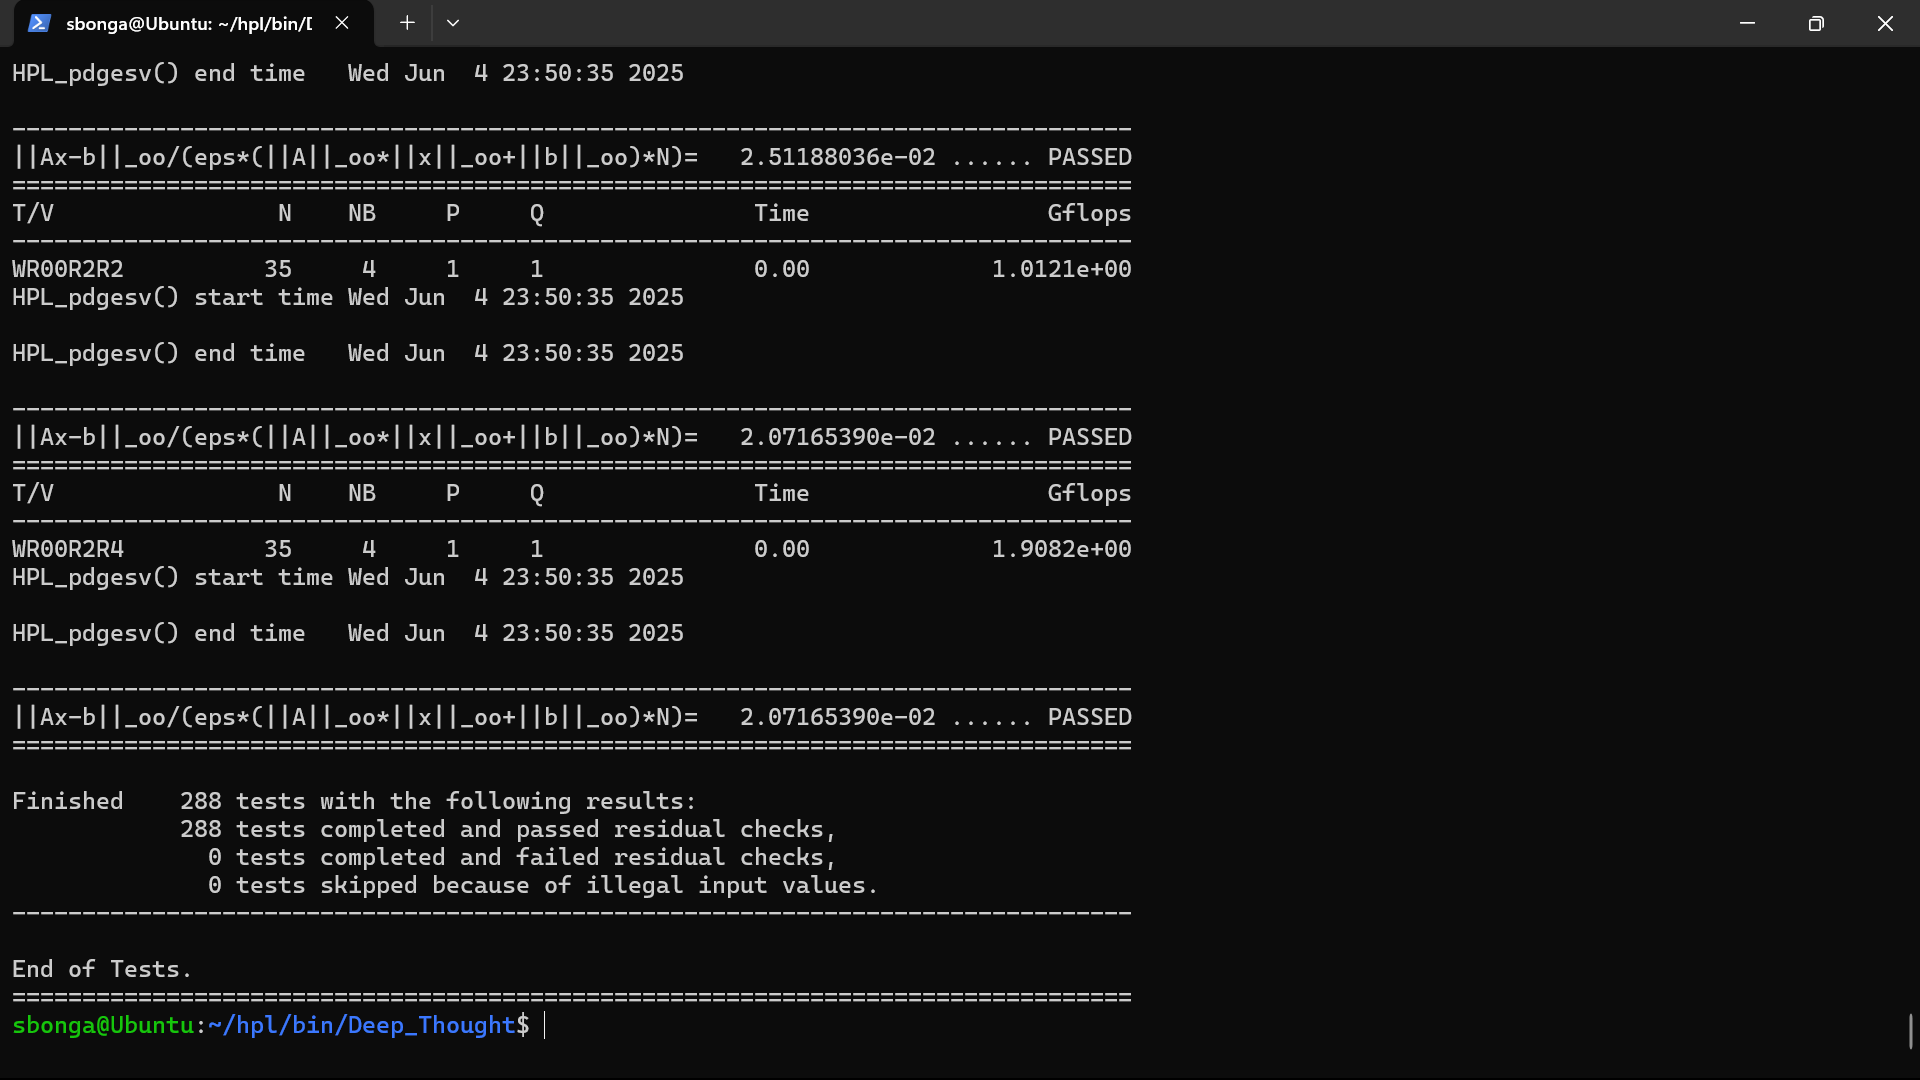 sbonga@Ubuntu: ~/hpl/bin/D
HPL_pdgesv() end time   Wed Jun  4 23:50:35 2025
--------------------------------------------------------------------------------
||Ax-b||_oo/(eps*(||A||_oo*||x||_oo+||b||_oo)*N)=   2.51188036e-02 ...... PASSED
================================================================================
T/V                N    NB     P     Q               Time                 Gflops
--------------------------------------------------------------------------------
WR00R2R2          35     4     1     1               0.00             1.0121e+00
HPL_pdgesv() start time Wed Jun  4 23:50:35 2025
HPL_pdgesv() end time   Wed Jun  4 23:50:35 2025
--------------------------------------------------------------------------------
||Ax-b||_oo/(eps*(||A||_oo*||x||_oo+||b||_oo)*N)=   2.07165390e-02 ...... PASSED
================================================================================
T/V                N    NB     P     Q               Time                 Gflops
--------------------------------------------------------------------------------
WR00R2R4          35     4     1     1               0.00             1.9082e+00
HPL_pdgesv() start time Wed Jun  4 23:50:35 2025
HPL_pdgesv() end time   Wed Jun  4 23:50:35 2025
--------------------------------------------------------------------------------
||Ax-b||_oo/(eps*(||A||_oo*||x||_oo+||b||_oo)*N)=   2.07165390e-02 ...... PASSED
================================================================================
Finished    288 tests with the following results:
            288 tests completed and passed residual checks,
              0 tests completed and failed residual checks,
              0 tests skipped because of illegal input values.
--------------------------------------------------------------------------------
End of Tests.
================================================================================
sbonga@Ubuntu:~/hpl/bin/Deep_Thought$